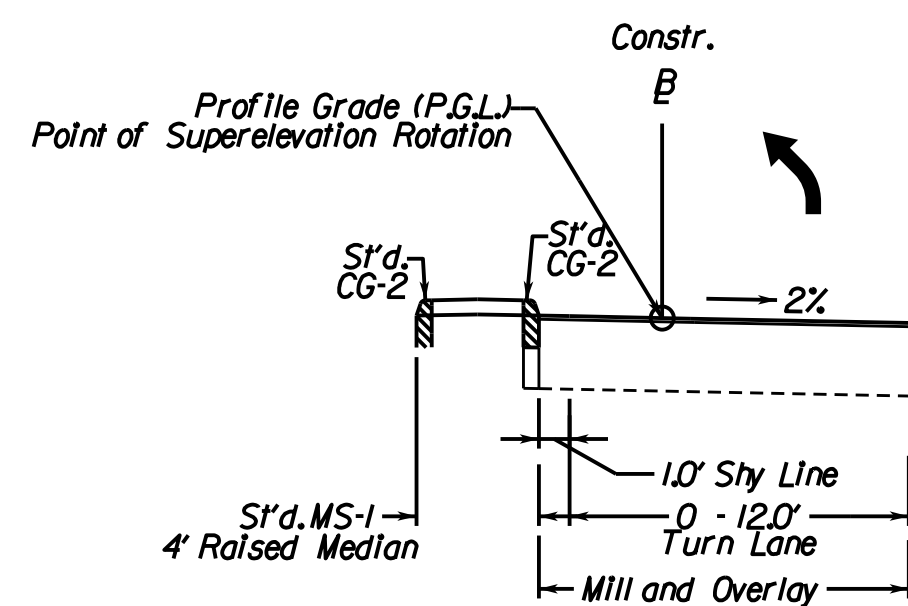 Constr.
B
Profile Grade (P.G.L.)
Point of Superelevation Rotation
St'd.
CG-2
St'd.
CG-2
2%
1.0' Shy Line
St'd. MS-1
4' Raised Median
0 - 12.0'
Turn Lane
Mill and Overlay